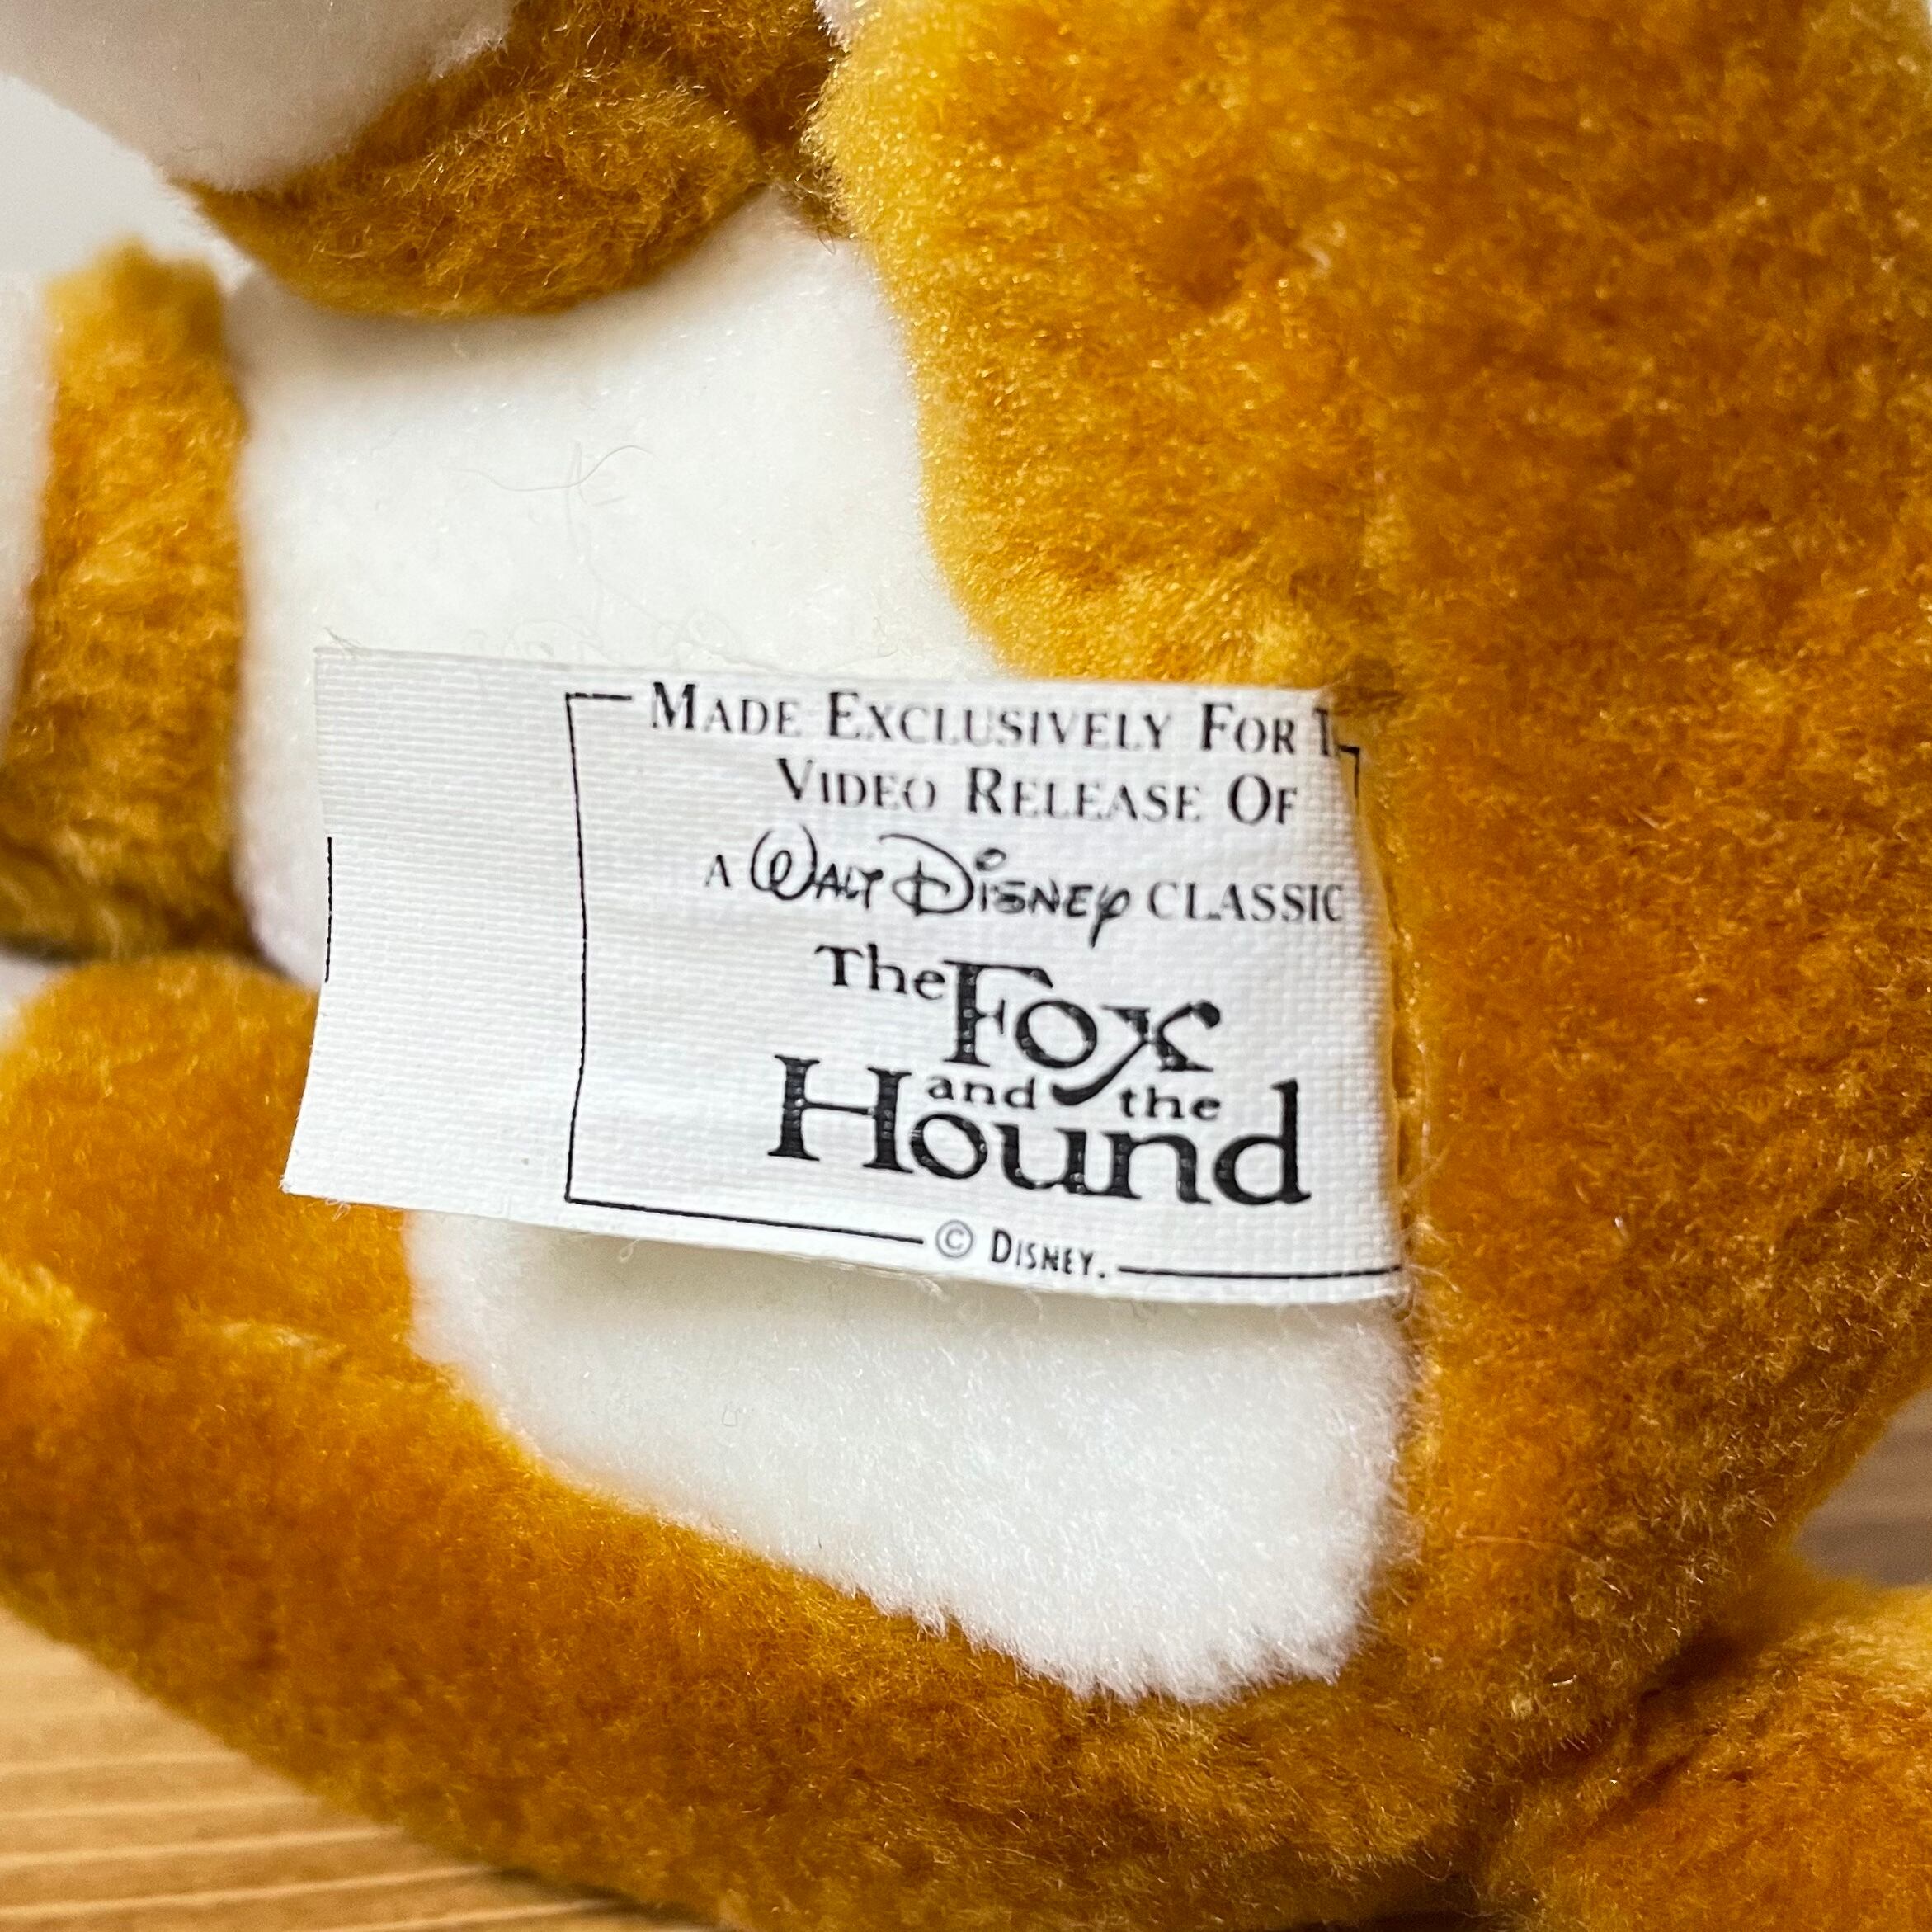 MADE EXCLUSIVELY FOR
VIDEO RELEASE OF
A WALT DISNEY CLASSIC
The Fox
and the
Hound
© DISNEY.